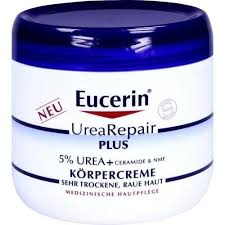 NEU
Eucerin®
UreaRepair
PLUS
5% UREA + CERAMIDE & NMF
KÖRPERCREME
SEHR TROCKENE, RAUE HAUT
MEDIZINISCHE HAUTPFLEGE